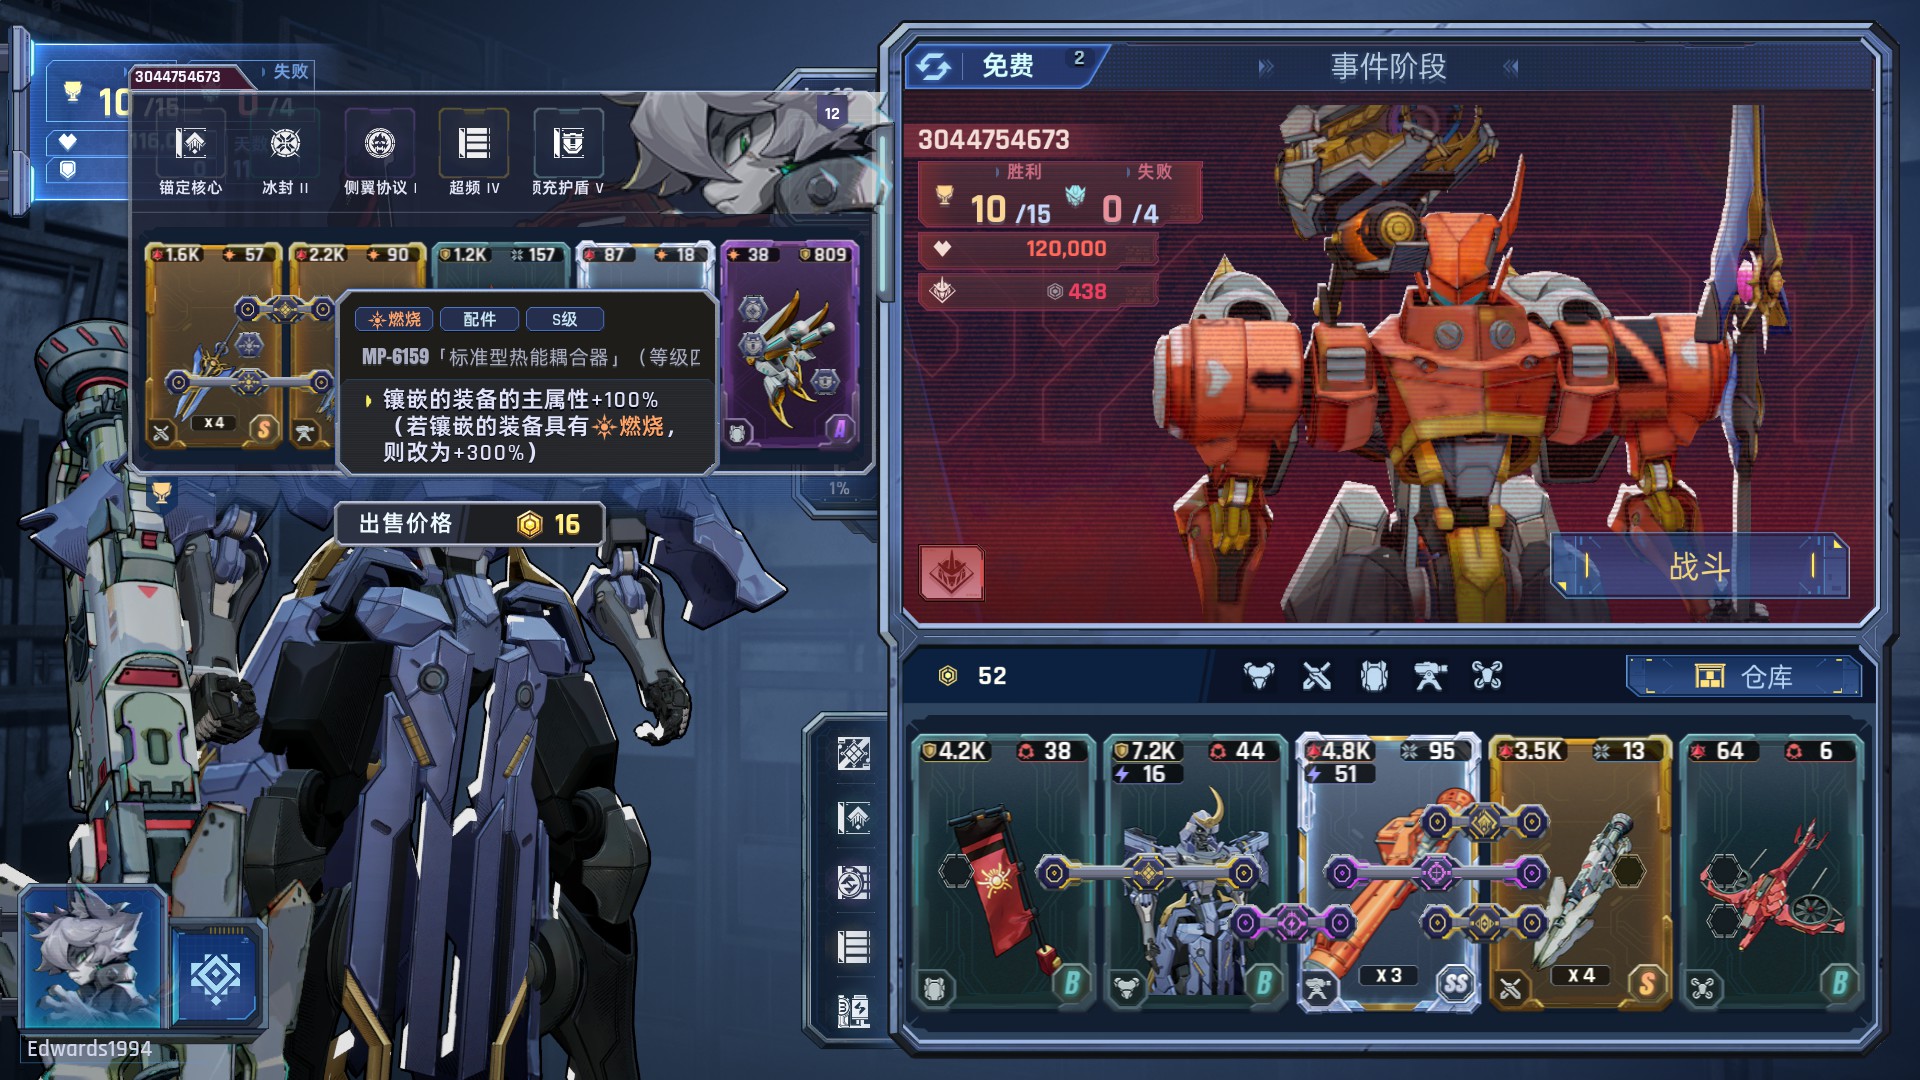 3044754673
失败
10 /15
0 /4
12
锚定核心
冰封 II
侧翼协议 I
超频 IV
页充护盾 V
1.6K 57
2.2K 90
1.2K 157
87 18
38 809
x4 S
A
燃烧
配件
S级
MP-6159「标准型热能耦合器」（等级
镶嵌的装备的主属性+100%
（若镶嵌的装备具有燃烧，
则改为+300%)
1%
出售价格 16
免费 2
事件阶段
3044754673
胜利 失败
10 /15 0 /4
120,000
438
战斗
52
仓库
4.2K 38
7.2K 44
16
4.8K 95
51
3.5K 13
64 6
B
B
x3 SS
x4 S
B
Edwards1994